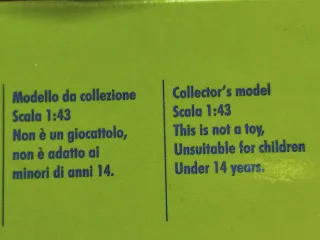 Modello da collezione
Scala 1:43
Non è un giocattolo,
non è adatto ai
minori di anni 14.
Collector's model
Scala 1:43
This is not a toy,
Unsuitable for children
Under 14 years.